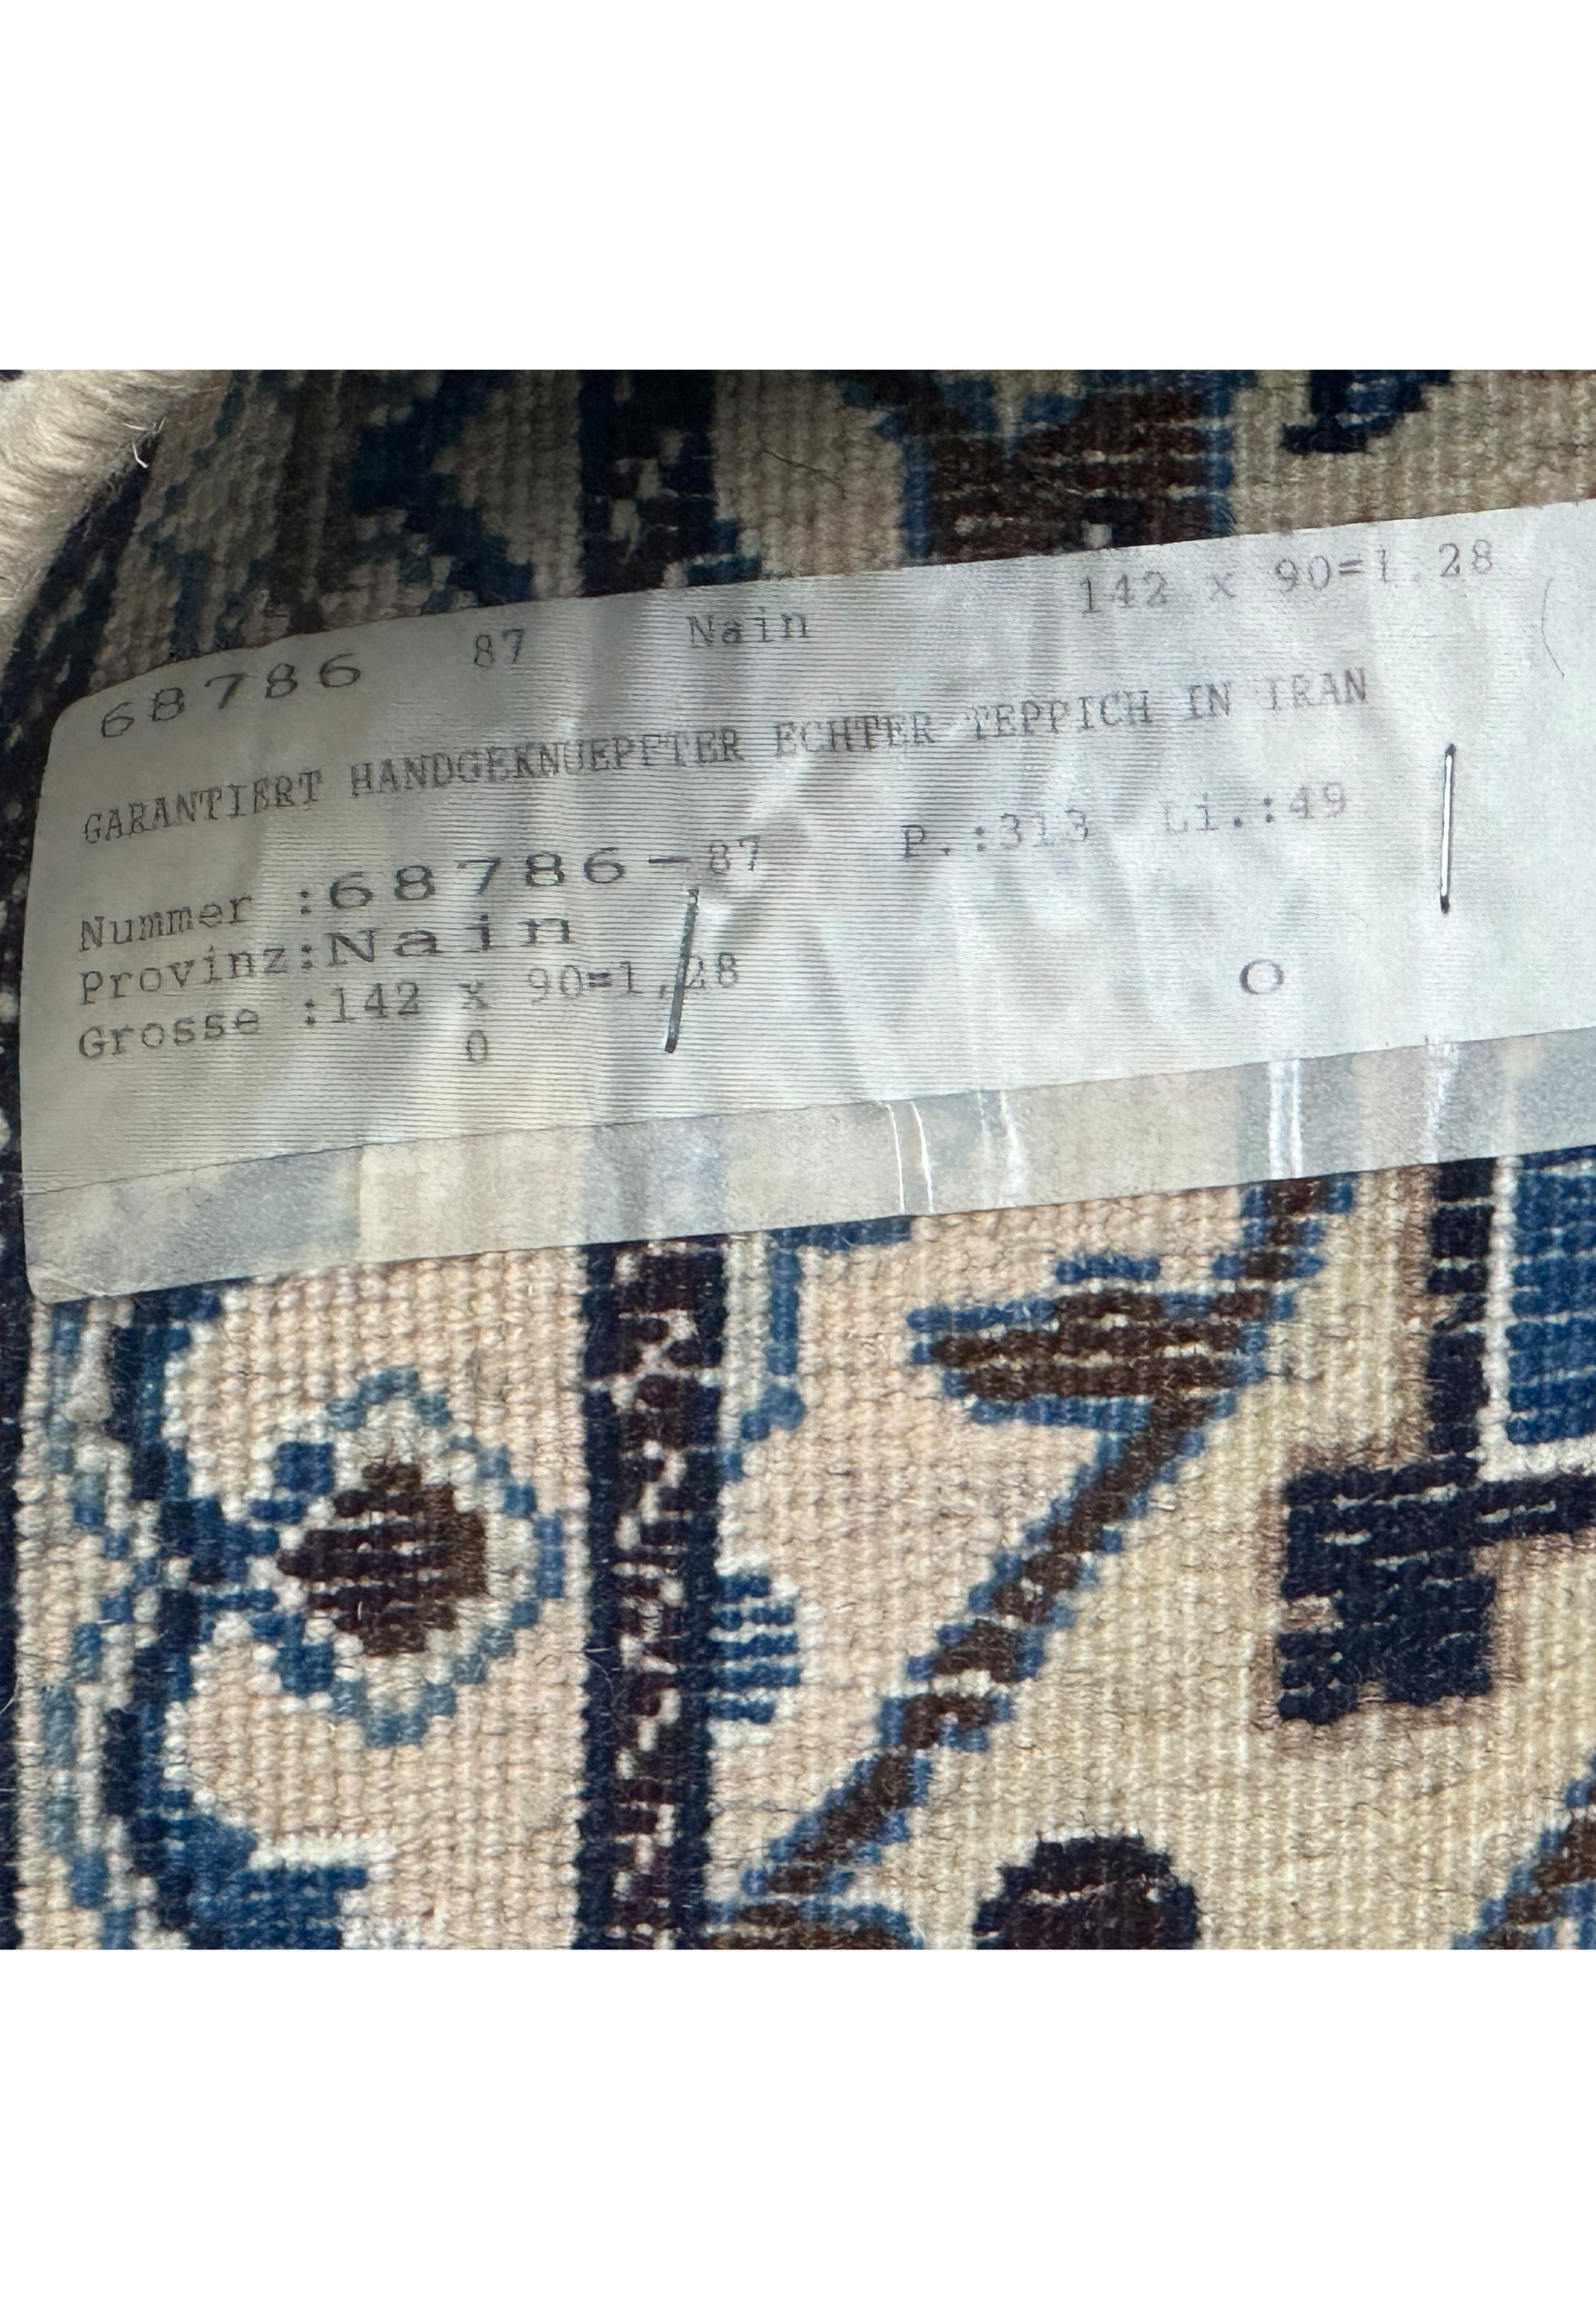 68786 87 Nain 142 x 90=1.28
GARANTIERT HANDGEKNUEPFTER ECHTER TEPPICH IN IRAN
Nummer :68786-87 P.:313 Li.:49
Provinz:Nain
Grosse :142 x 90=1,28
0 O